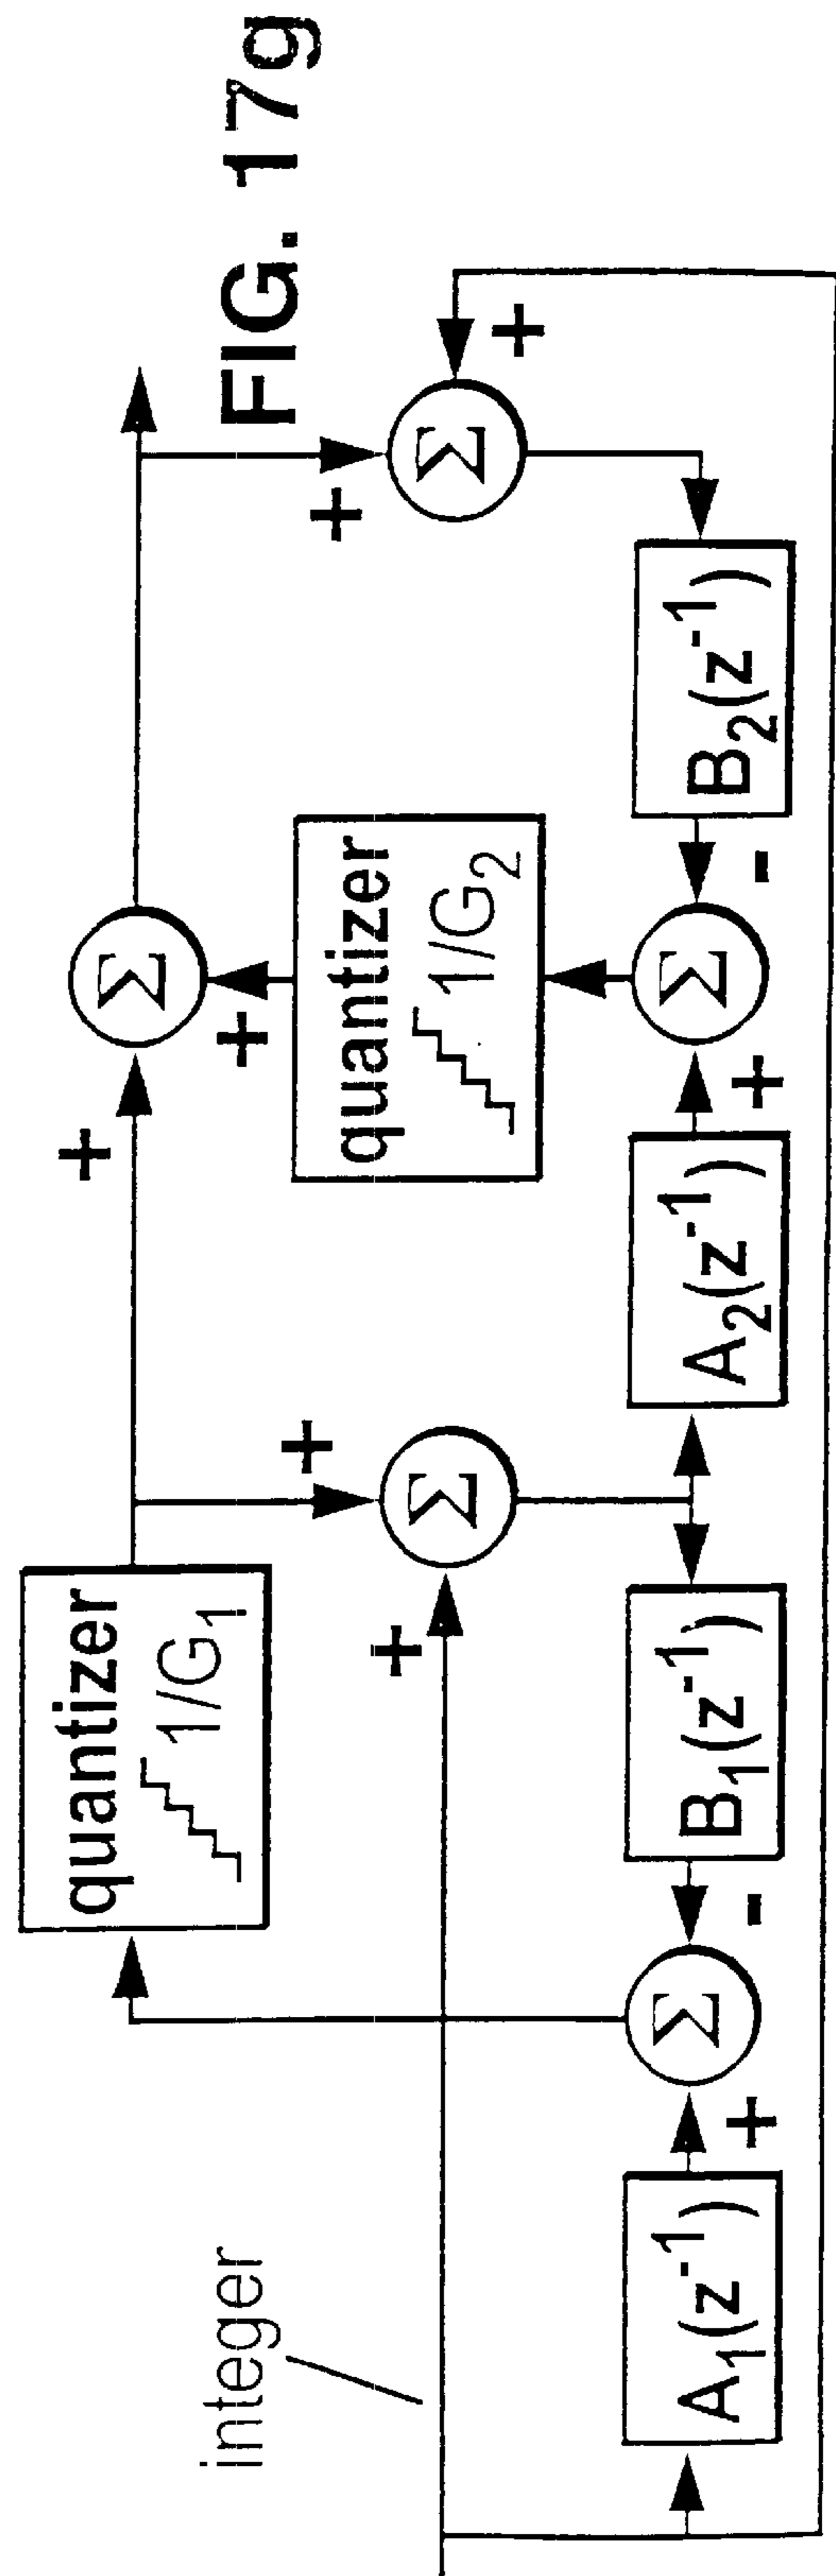 FIG. 17g
quantizer
1/G₁
+
+
Σ
+
quantizer
1/G₂
+
Σ
+
+
Σ
+
+
Σ
integer
A₁(z⁻¹)
+
Σ
-
B₁(z⁻¹)
A₂(z⁻¹)
+
Σ
-
B₂(z⁻¹)